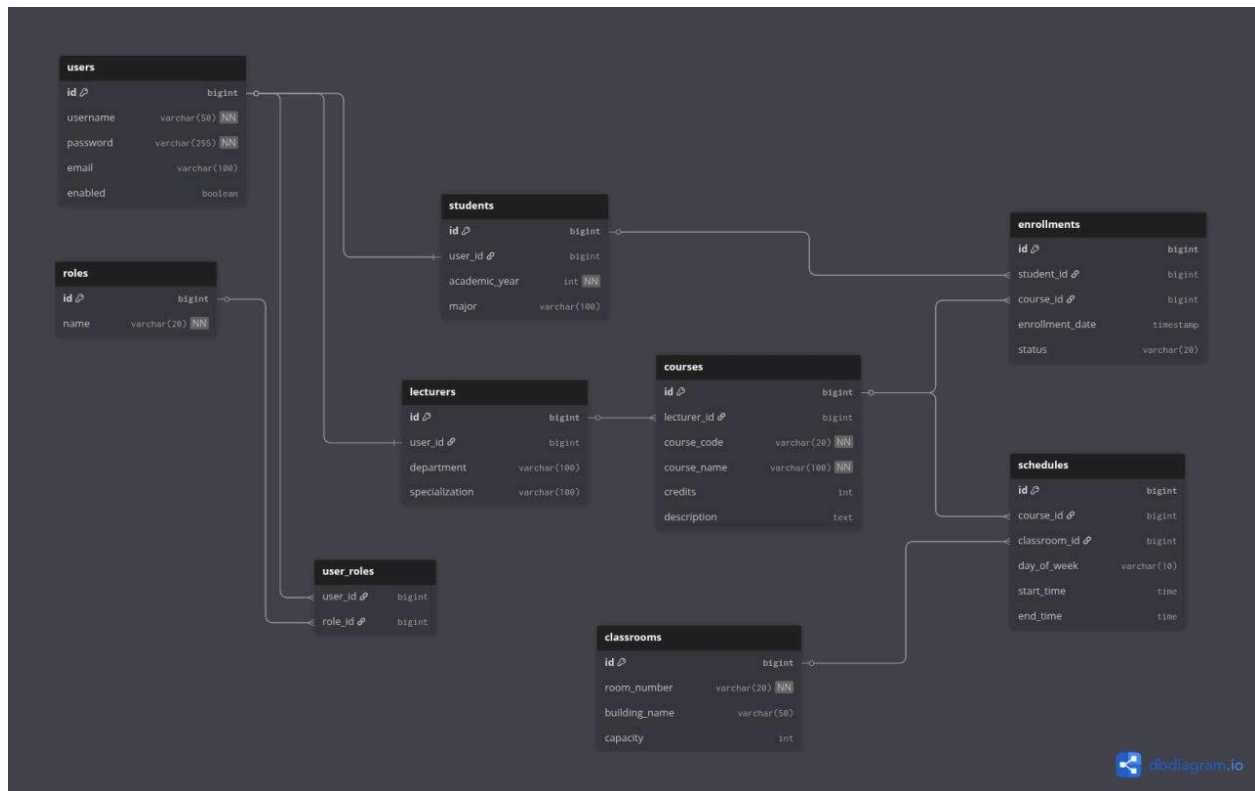 users
id bigint
username varchar(50) NN
password varchar(255) NN
email varchar(100)
enabled boolean
roles
id bigint
name varchar(20) NN
students
id bigint
user_id bigint
academic_year int NN
major varchar(100)
lecturers
id bigint
user_id bigint
department varchar(100)
specialization varchar(100)
user_roles
user_id bigint
role_id bigint
courses
id bigint
lecturer_id bigint
course_code varchar(20) NN
course_name varchar(100) NN
credits int
description text
classrooms
id bigint
room_number varchar(20) NN
building_name varchar(50)
capacity int
enrollments
id bigint
student_id bigint
course_id bigint
enrollment_date timestamp
status varchar(20)
schedules
id bigint
course_id bigint
classroom_id bigint
day_of_week varchar(10)
start_time time
end_time time
dbdiagram.io